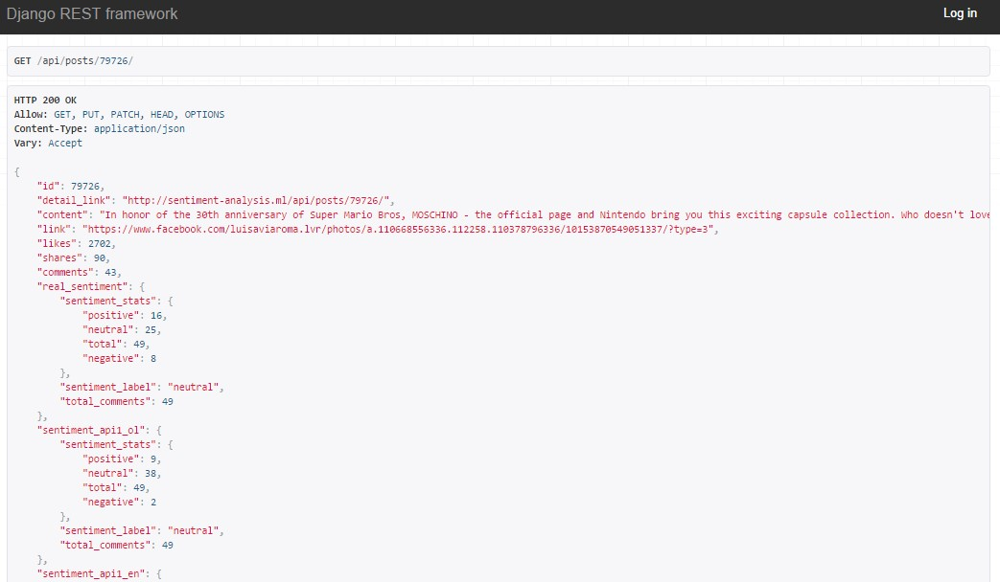 Django REST framework
Log in
GET /api/posts/79726/
HTTP 200 OK
Allow: GET, PUT, PATCH, HEAD, OPTIONS
Content-Type: application/json
Vary: Accept
{
    "id": 79726,
    "detail_link": "http://sentiment-analysis.ml/api/posts/79726/",
    "content": "In honor of the 30th anniversary of Super Mario Bros, MOSCHINO - the official page and Nintendo bring you this exciting capsule collection. Who doesn't love
    "link": "https://www.facebook.com/luisaviaroma.lvr/photos/a.110668556336.112258.110378796336/10153870549051337/?type=3",
    "likes": 2702,
    "shares": 90,
    "comments": 43,
    "real_sentiment": {
        "sentiment_stats": {
            "positive": 16,
            "neutral": 25,
            "total": 49,
            "negative": 8
        },
        "sentiment_label": "neutral",
        "total_comments": 49
    },
    "sentiment_api1_ol": {
        "sentiment_stats": {
            "positive": 9,
            "neutral": 38,
            "total": 49,
            "negative": 2
        },
        "sentiment_label": "neutral",
        "total_comments": 49
    },
    "sentiment_api1_en": {